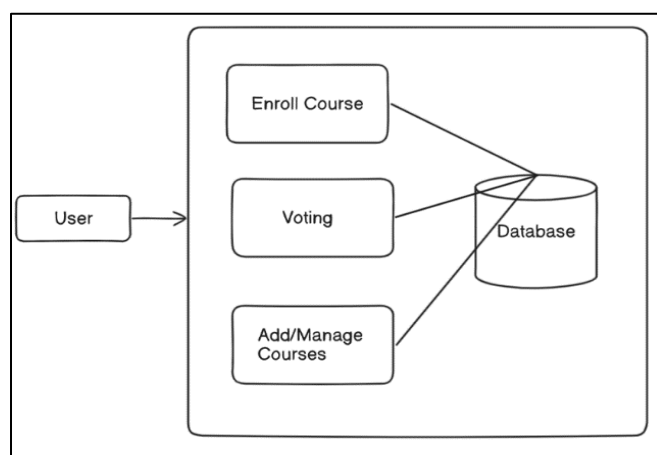 Enroll Course
User
Voting
Database
Add/Manage
Courses